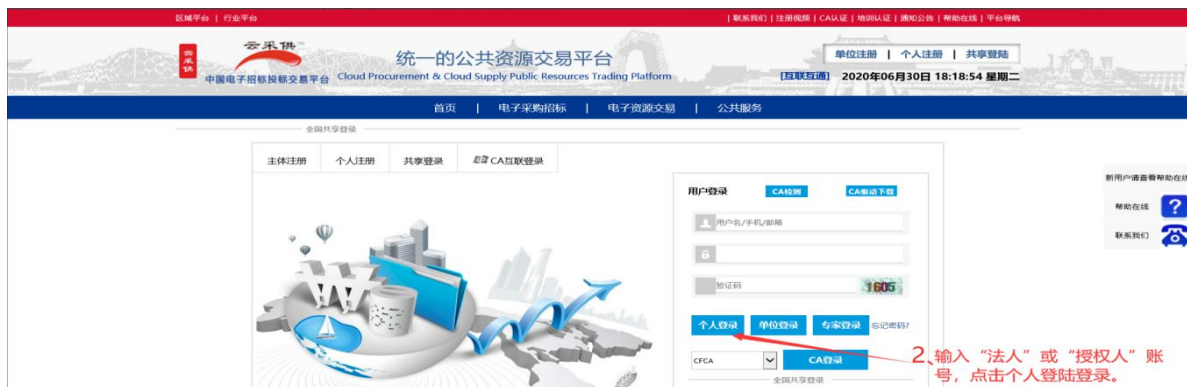 区域平台 | 行业平台
| 联系我们 | 注册视频 | CA认证 | 培训认证 | 通知公告 | 帮助在线 | 平台导航
云采供
云采供
中国电子招标投标交易平台
统一的公共资源交易平台
Cloud Procurement & Cloud Supply Public Resources Trading Platform
单位注册 | 个人注册 | 共享登陆
[互联互通] 2020年06月30日 18:18:54 星期二
首页 | 电子采购招标 | 电子资源交易 | 公共服务
全国共享登录
主体注册 个人注册 共享登录 CA互联登录
用户登录 CA检测 CA驱动下载
用户名/手机/邮箱
验证码 1605
个人登录 单位登录 专家登录 忘记密码?
CFCA CA登录
全国共享登录
新用户请查看帮助在线
帮助在线
联系我们
2、输入“法人”或“授权人”账
号，点击个人登陆登录。